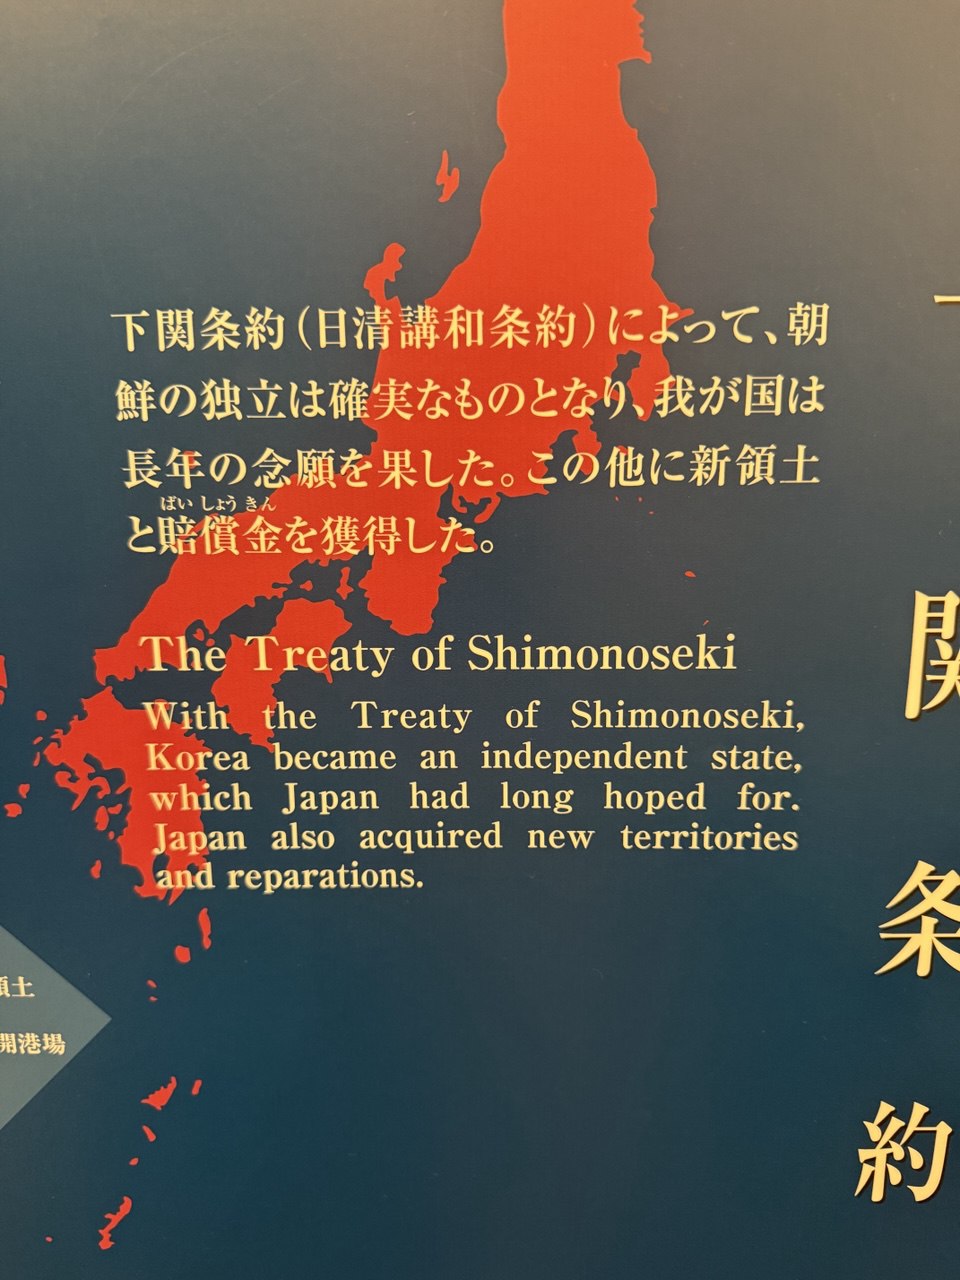 下関条約（日清講和条約）によって、朝
鮮の独立は確実なものとなり、我が国は
長年の念願を果した。この他に新領土
ばいしょうきん
と賠償金を獲得した。
The Treaty of Shimonoseki
With the Treaty of Shimonoseki,
Korea became an independent state,
which Japan had long hoped for.
Japan also acquired new territories
and reparations.
領土
開港場
関
条
約